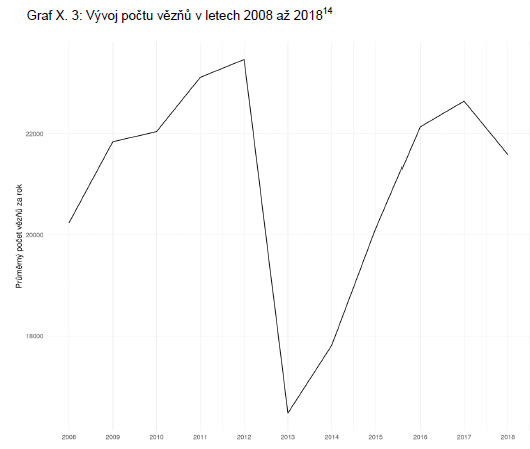 Graf X. 3: Vývoj počtu vězňů v letech 2008 až 2018¹⁴
Průměrný počet vězňů za rok
22000
20000
18000
2008 2009 2010 2011 2012 2013 2014 2015 2016 2017 2018